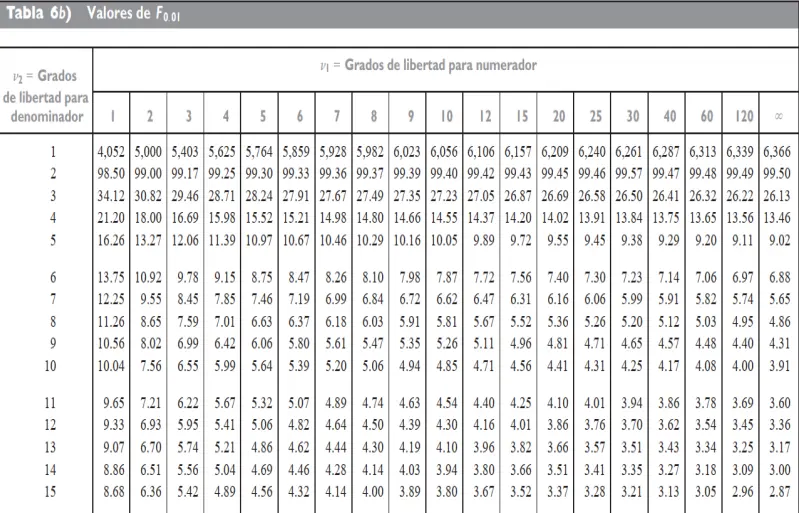 Tabla 6b) Valores de F0.01
ν1 = Grados de libertad para numerador
ν2 = Grados
de libertad para
denominador 1 2 3 4 5 6 7 8 9 10 12 15 20 25 30 40 60 120 ∞
1 4,052 5,000 5,403 5,625 5,764 5,859 5,928 5,982 6,023 6,056 6,106 6,157 6,209 6,240 6,261 6,287 6,313 6,339 6,366
2 98.50 99.00 99.17 99.25 99.30 99.33 99.36 99.37 99.39 99.40 99.42 99.43 99.45 99.46 99.57 99.47 99.48 99.49 99.50
3 34.12 30.82 29.46 28.71 28.24 27.91 27.67 27.49 27.35 27.23 27.05 26.87 26.69 26.58 26.50 26.41 26.32 26.22 26.13
4 21.20 18.00 16.69 15.98 15.52 15.21 14.98 14.80 14.66 14.55 14.37 14.20 14.02 13.91 13.84 13.75 13.65 13.56 13.46
5 16.26 13.27 12.06 11.39 10.97 10.67 10.46 10.29 10.16 10.05 9.89 9.72 9.55 9.45 9.38 9.29 9.20 9.11 9.02
6 13.75 10.92 9.78 9.15 8.75 8.47 8.26 8.10 7.98 7.87 7.72 7.56 7.40 7.30 7.23 7.14 7.06 6.97 6.88
7 12.25 9.55 8.45 7.85 7.46 7.19 6.99 6.84 6.72 6.62 6.47 6.31 6.16 6.06 5.99 5.91 5.82 5.74 5.65
8 11.26 8.65 7.59 7.01 6.63 6.37 6.18 6.03 5.91 5.81 5.67 5.52 5.36 5.26 5.20 5.12 5.03 4.95 4.86
9 10.56 8.02 6.99 6.42 6.06 5.80 5.61 5.47 5.35 5.26 5.11 4.96 4.81 4.71 4.65 4.57 4.48 4.40 4.31
10 10.04 7.56 6.55 5.99 5.64 5.39 5.20 5.06 4.94 4.85 4.71 4.56 4.41 4.31 4.25 4.17 4.08 4.00 3.91
11 9.65 7.21 6.22 5.67 5.32 5.07 4.89 4.74 4.63 4.54 4.40 4.25 4.10 4.01 3.94 3.86 3.78 3.69 3.60
12 9.33 6.93 5.95 5.41 5.06 4.82 4.64 4.50 4.39 4.30 4.16 4.01 3.86 3.76 3.70 3.62 3.54 3.45 3.36
13 9.07 6.70 5.74 5.21 4.86 4.62 4.44 4.30 4.19 4.10 3.96 3.82 3.66 3.57 3.51 3.43 3.34 3.25 3.17
14 8.86 6.51 5.56 5.04 4.69 4.46 4.28 4.14 4.03 3.94 3.80 3.66 3.51 3.41 3.35 3.27 3.18 3.09 3.00
15 8.68 6.36 5.42 4.89 4.56 4.32 4.14 4.00 3.89 3.80 3.67 3.52 3.37 3.28 3.21 3.13 3.05 2.96 2.87